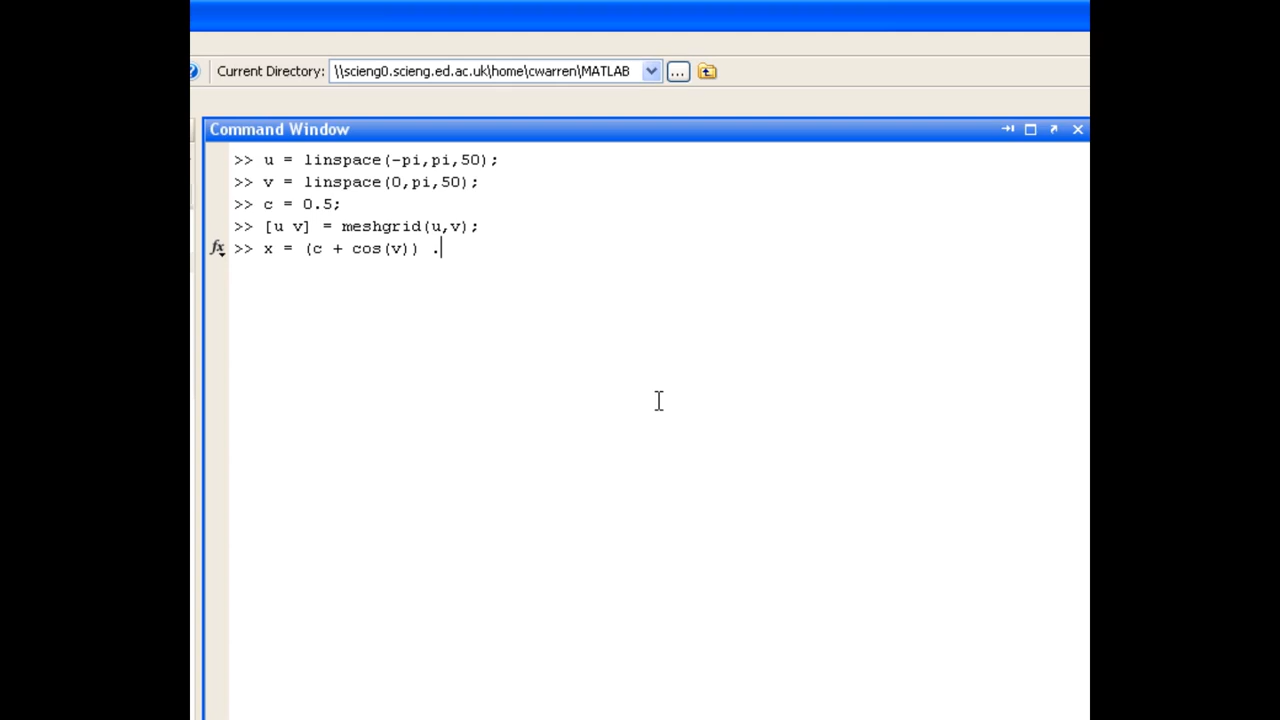 Current Directory: \\scieng0.scieng.ed.ac.uk\home\cwarren\MATLAB ...
Command Window
>> u = linspace(-pi,pi,50);
>> v = linspace(0,pi,50);
>> c = 0.5;
>> [u v] = meshgrid(u,v);
fx >> x = (c + cos(v)) .